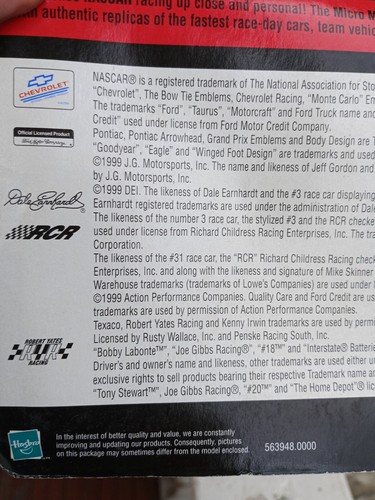 NASCAR racing up close and personal! The Micro M
authentic replicas of the fastest race-day cars, team vehic
CHEVROLET
Official Licensed Product
Ford Motor Company
Dale Earnhardt
RCR
ROBERT YATES
RACING
NASCAR® is a registered trademark of The National Association for Sto
"Chevrolet", The Bow Tie Emblems, Chevrolet Racing, "Monte Carlo" Em
The trademarks "Ford", "Taurus", "Motorcraft" and Ford Truck name and
Credit" used under license from Ford Motor Credit Company.
Pontiac, Pontiac Arrowhead, Grand Prix Emblems and Body Design are T
"Goodyear", "Eagle" and "Winged Foot Design" are trademarks and used
©1999 J.G. Motorsports, Inc. The name and likeness of Jeff Gordon and
by J.G. Motorsports, Inc.
©1999 DEI. The likeness of Dale Earnhardt and the #3 race car displaying
Earnhardt registered trademarks are used under the administration of Dale
The likeness of the number 3 race car, the stylized #3 and the RCR checke
used under license from Richard Childress Racing Enterprises, Inc. The tra
Corporation.
The likeness of the #31 race car, the "RCR" Richard Childress Racing check
Enterprises, Inc. and along with the likeness and signature of Mike Skinner
Warehouse trademarks (trademarks of Lowe's Companies) are used under l
©1999 Action Performance Companies. Quality Care and Ford Credit are us
trademarks are used by permission of Action Performance Companies.
Texaco, Robert Yates Racing and Kenny Irwin trademarks are used by permi
Licensed by Rusty Wallace, Inc. and Penske Racing South, Inc.
"Bobby Labonte™", "Joe Gibbs Racing®", "#18™" and "Interstate® Batterie
Driver's and owner's name and likeness, other trademarks are used either u
exclusive rights to sell products bearing their respective Trademark name a
"Tony Stewart™", Joe Gibbs Racing®, "#20™" and "The Home Depot"® lic
Hasbro
In the interest of better quality and value, we are constantly
improving and updating our products. Consequently, pictures
on this package may sometimes differ from the model enclosed.
563948.0000